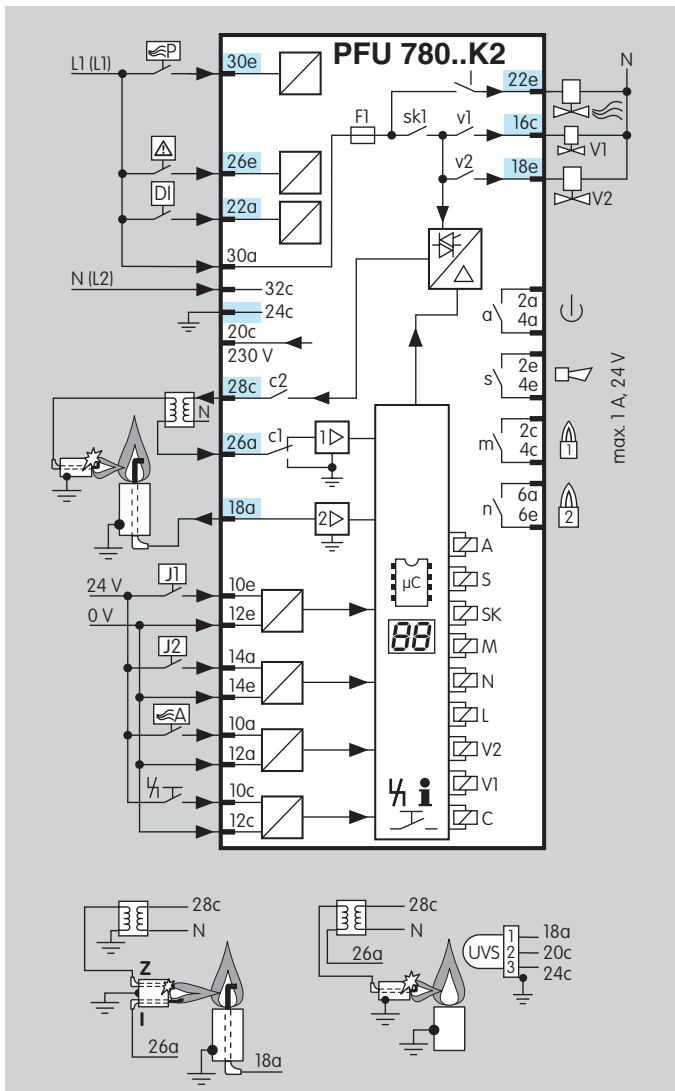 PFU 780..K2
L1 (L1)
P
30e
l
22e
N
F1
sk1
v1
16c
V1
26e
v2
18e
V2
DI
22a
30a
N (L2)
32c
24c
20c
230 V
28c
c2
N
26a
c1
1
18a
2
a
2a
4a
s
2e
4e
m
2c
4c
1
n
6a
6e
2
max. 1 A, 24 V
µC
88
A
S
SK
M
N
L
V2
V1
C
i
24 V
J1
10e
0 V
12e
J2
14a
14e
A
10a
12a
10c
12c
28c
N
Z
I
26a
18a
28c
N
26a
UVS
1
2
3
18a
20c
24c